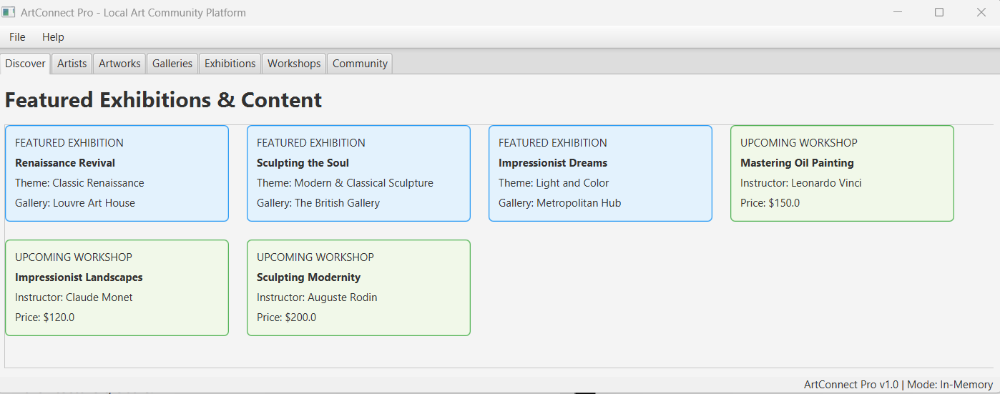 ArtConnect Pro - Local Art Community Platform
File Help
Discover Artists Artworks Galleries Exhibitions Workshops Community
Featured Exhibitions & Content
FEATURED EXHIBITION
Renaissance Revival
Theme: Classic Renaissance
Gallery: Louvre Art House
FEATURED EXHIBITION
Sculpting the Soul
Theme: Modern & Classical Sculpture
Gallery: The British Gallery
FEATURED EXHIBITION
Impressionist Dreams
Theme: Light and Color
Gallery: Metropolitan Hub
UPCOMING WORKSHOP
Mastering Oil Painting
Instructor: Leonardo Vinci
Price: $150.0
UPCOMING WORKSHOP
Impressionist Landscapes
Instructor: Claude Monet
Price: $120.0
UPCOMING WORKSHOP
Sculpting Modernity
Instructor: Auguste Rodin
Price: $200.0
ArtConnect Pro v1.0 | Mode: In-Memory